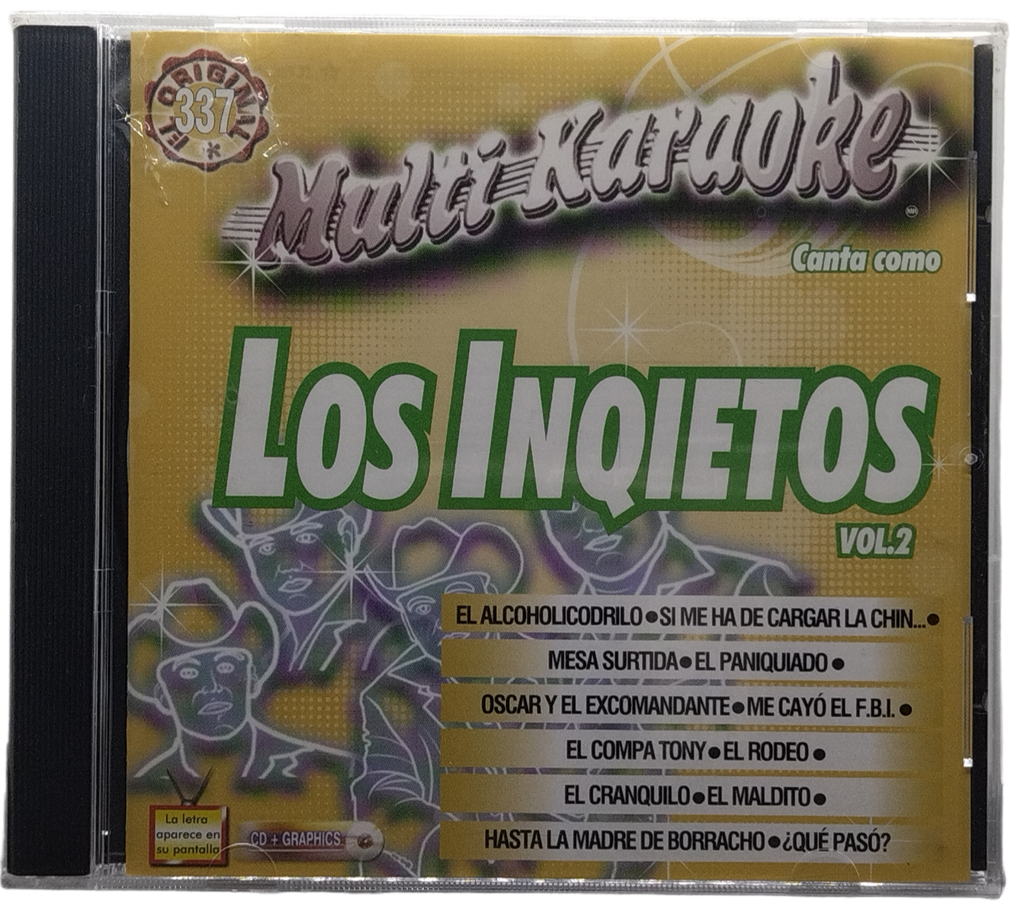 EL ORIGINAL
337
Multi Karaoke
MR
Canta como
LOS INQIETOS
VOL.2
EL ALCOHOLICODRILO●SI ME HA DE CARGAR LA CHIN...●
MESA SURTIDA●EL PANIQUIADO●
OSCAR Y EL EXCOMANDANTE●ME CAYÓ EL F.B.I.●
EL COMPA TONY●EL RODEO●
EL CRANQUILO●EL MALDITO●
HASTA LA MADRE DE BORRACHO●¿QUÉ PASÓ?
La letra
aparece en
su pantalla
CD + GRAPHICS